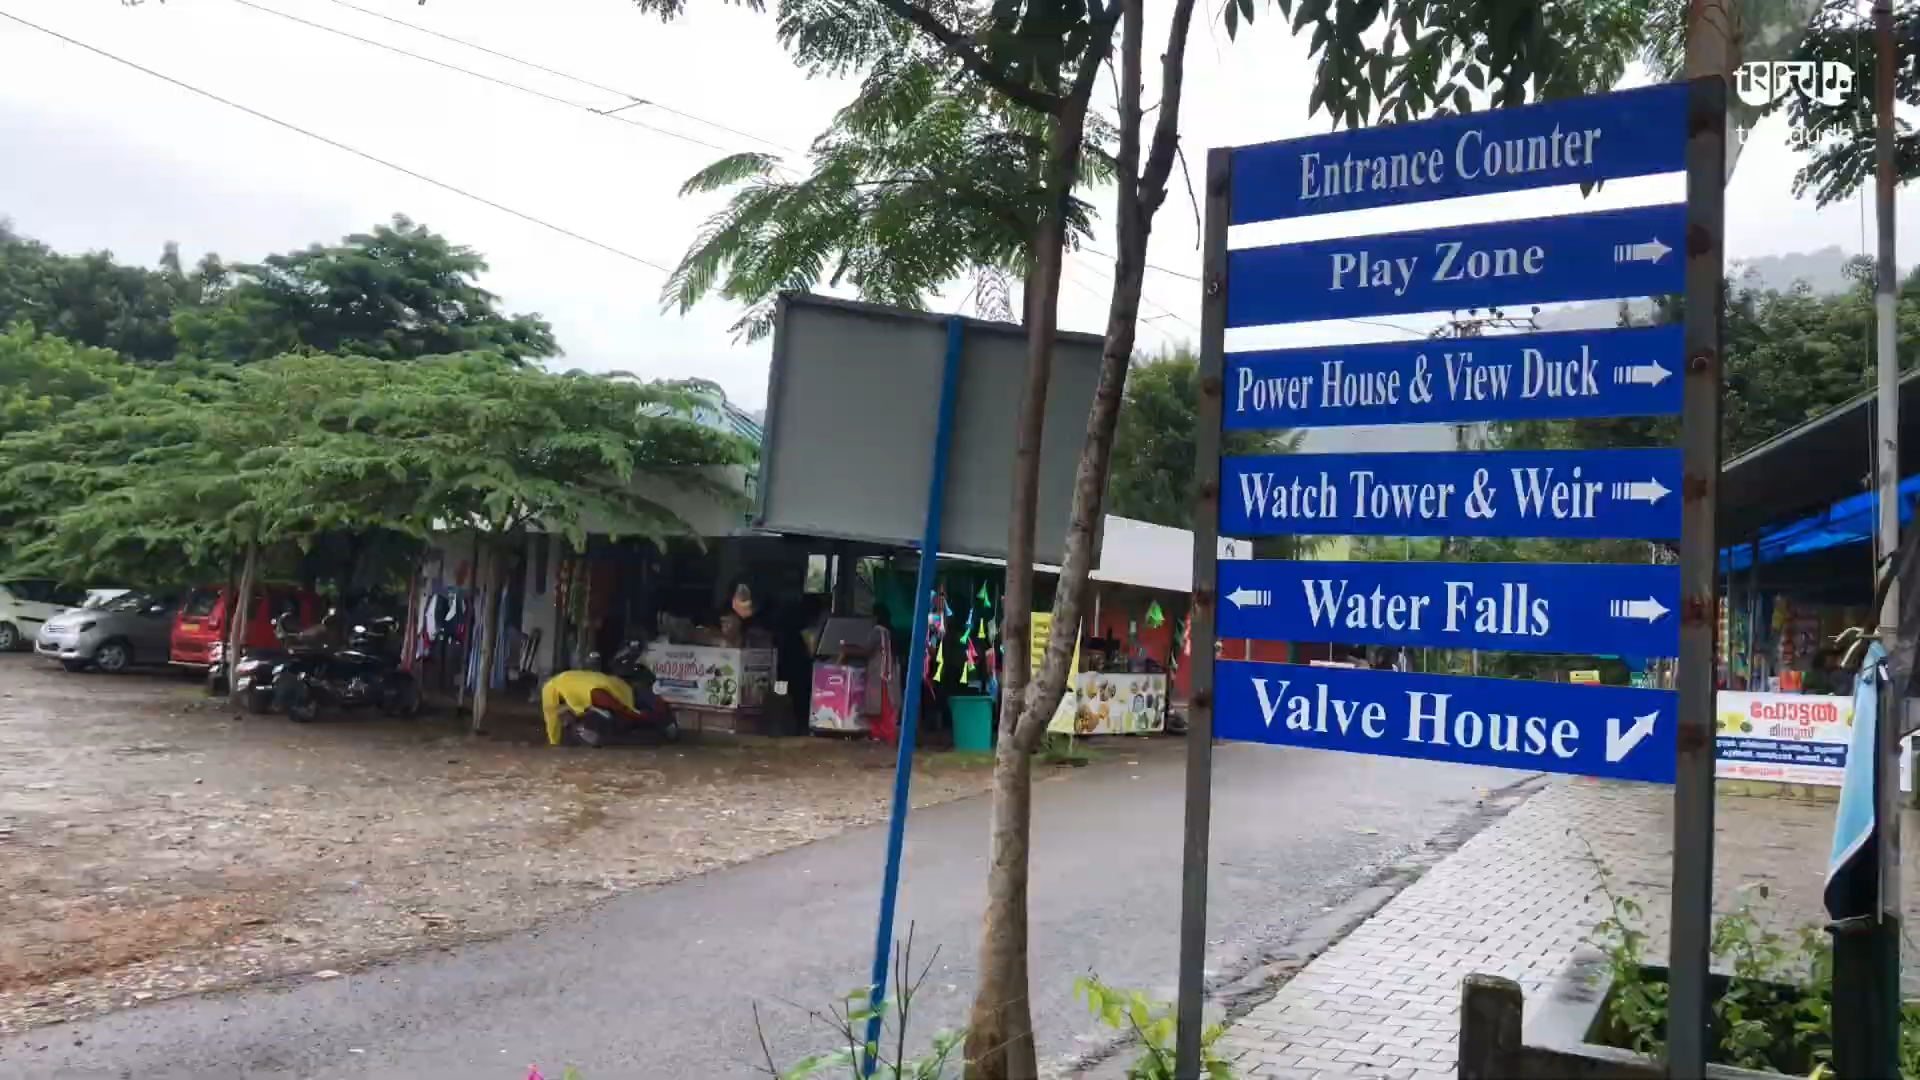 Entrance Counter
Play Zone
Power House & View Duck
Watch Tower & Weir
Water Falls
Valve House
ഹോട്ടൽ